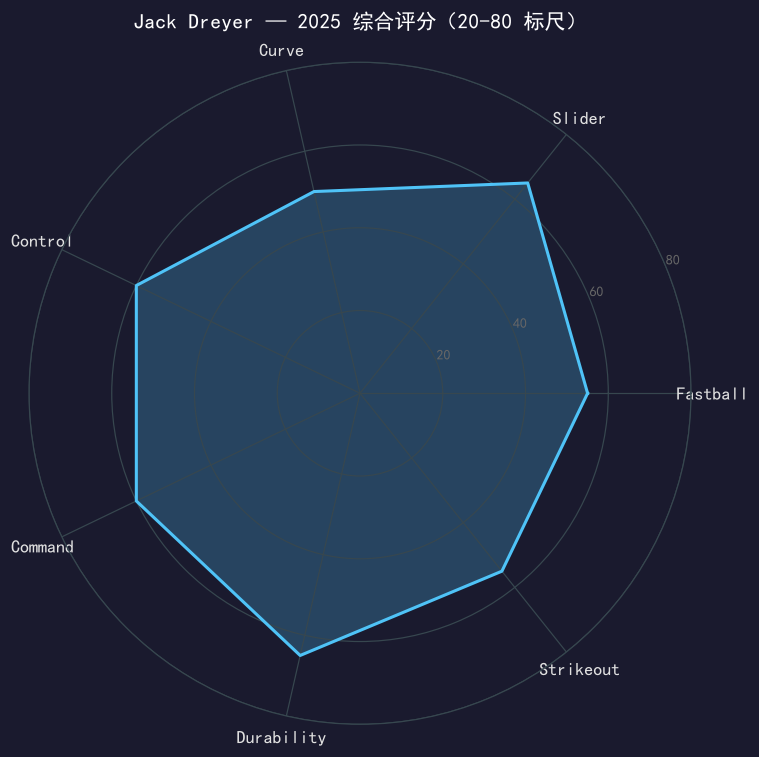 Jack Dreyer — 2025 综合评分（20-80 标尺）
Curve
Slider
Control
80
60
40
20
Fastball
Command
Strikeout
Durability